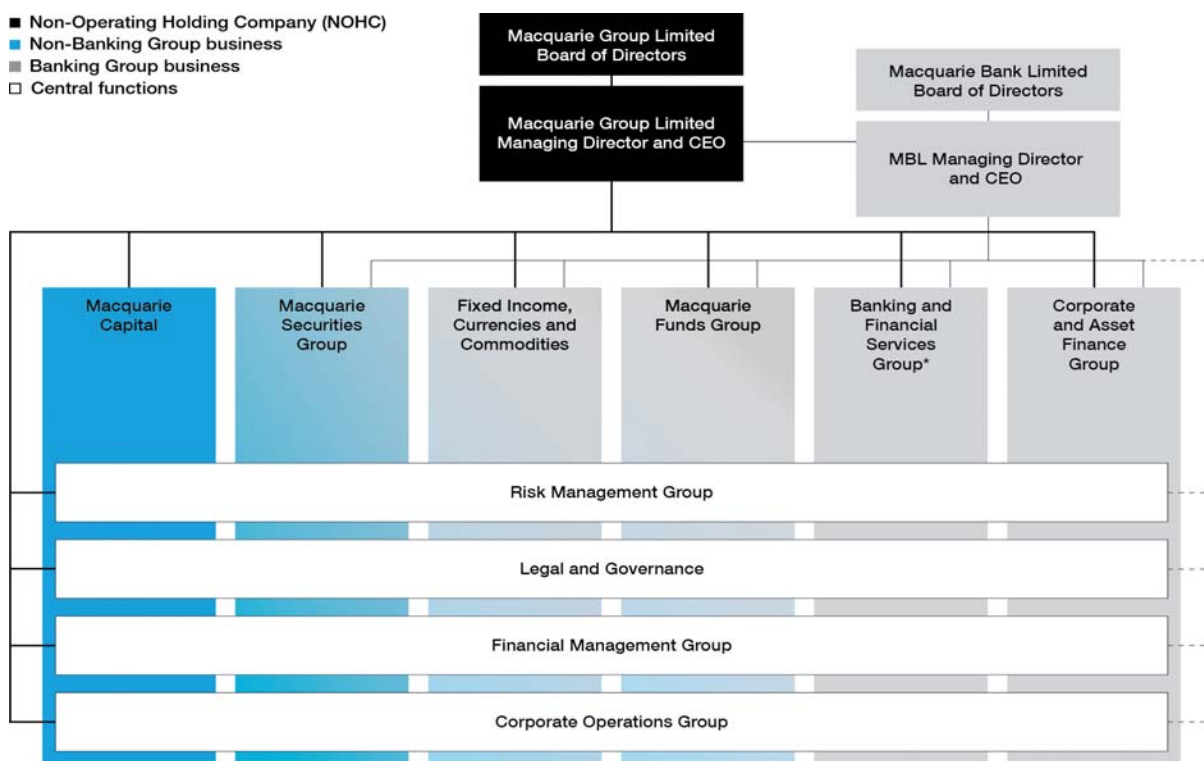 Non-Operating Holding Company (NOHC)
Non-Banking Group business
Banking Group business
Central functions
Macquarie Group Limited
Board of Directors
Macquarie Bank Limited
Board of Directors
Macquarie Group Limited
Managing Director and CEO
MBL Managing Director
and CEO
Macquarie
Capital
Macquarie
Securities
Group
Fixed Income,
Currencies and
Commodities
Macquarie
Funds Group
Banking and
Financial
Services
Group*
Corporate
and Asset
Finance
Group
Risk Management Group
Legal and Governance
Financial Management Group
Corporate Operations Group